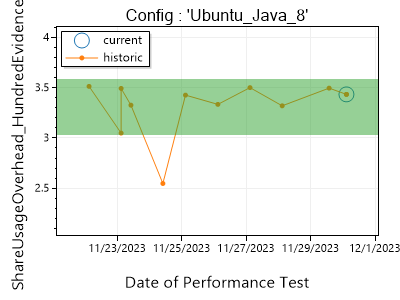 Config : 'Ubuntu_Java_8'
current
historic
ShareUsageOverhead_HundredEvidence
4
3.5
3
2.5
11/23/2023
11/25/2023
11/27/2023
11/29/2023
12/1/2023
Date of Performance Test